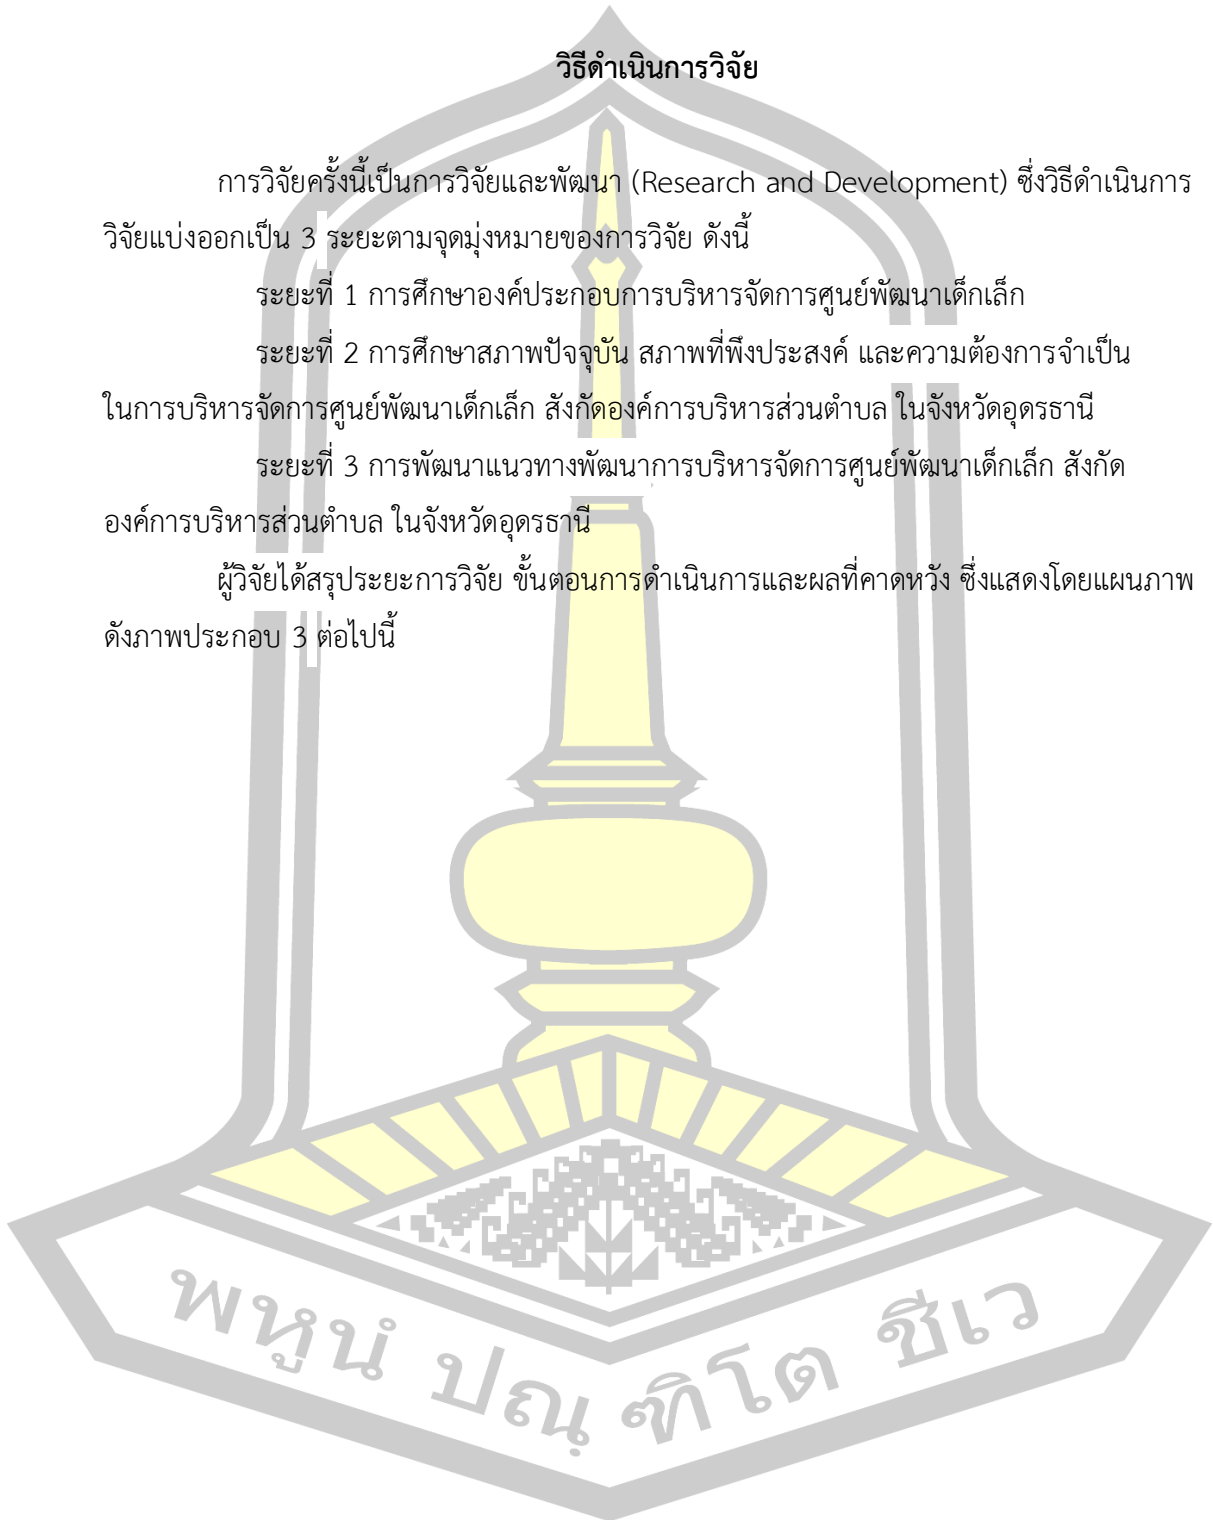 วิธีดำเนินการวิจัย
การวิจัยครั้งนี้เป็นการวิจัยและพัฒนา (Research and Development) ซึ่งวิธีดำเนินการ
วิจัยแบ่งออกเป็น 3 ระยะตามจุดมุ่งหมายของการวิจัย ดังนี้
ระยะที่ 1 การศึกษาองค์ประกอบการบริหารจัดการศูนย์พัฒนาเด็กเล็ก
ระยะที่ 2 การศึกษาสภาพปัจจุบัน สภาพที่พึงประสงค์ และความต้องการจำเป็น
ในการบริหารจัดการศูนย์พัฒนาเด็กเล็ก สังกัดองค์การบริหารส่วนตำบล ในจังหวัดอุดรธานี
ระยะที่ 3 การพัฒนาแนวทางพัฒนาการบริหารจัดการศูนย์พัฒนาเด็กเล็ก สังกัด
องค์การบริหารส่วนตำบล ในจังหวัดอุดรธานี
ผู้วิจัยได้สรุประยะการวิจัย ขั้นตอนการดำเนินการและผลที่คาดหวัง ซึ่งแสดงโดยแผนภาพ
ดังภาพประกอบ 3 ต่อไปนี้
พหูนํ ปณฺฑิโต ชีเว